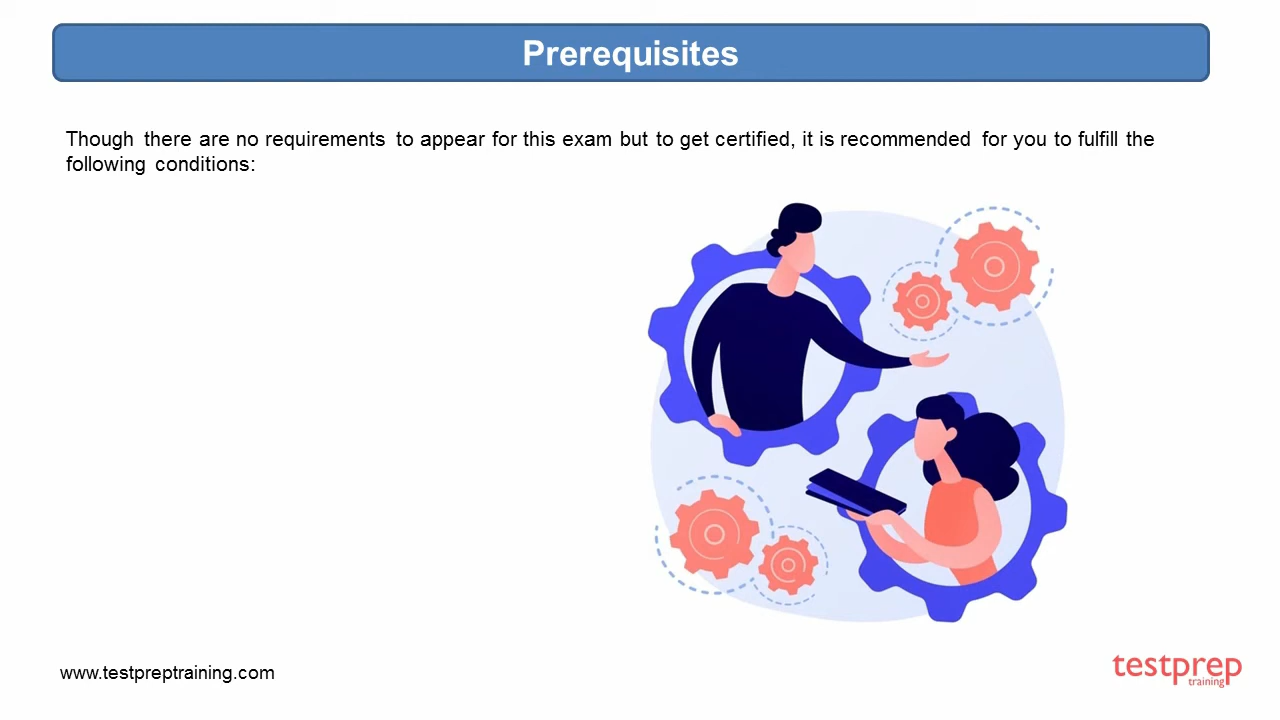 Prerequisites
Though there are no requirements to appear for this exam but to get certified, it is recommended for you to fulfill the
following conditions:
www.testpreptraining.com
testprep
training